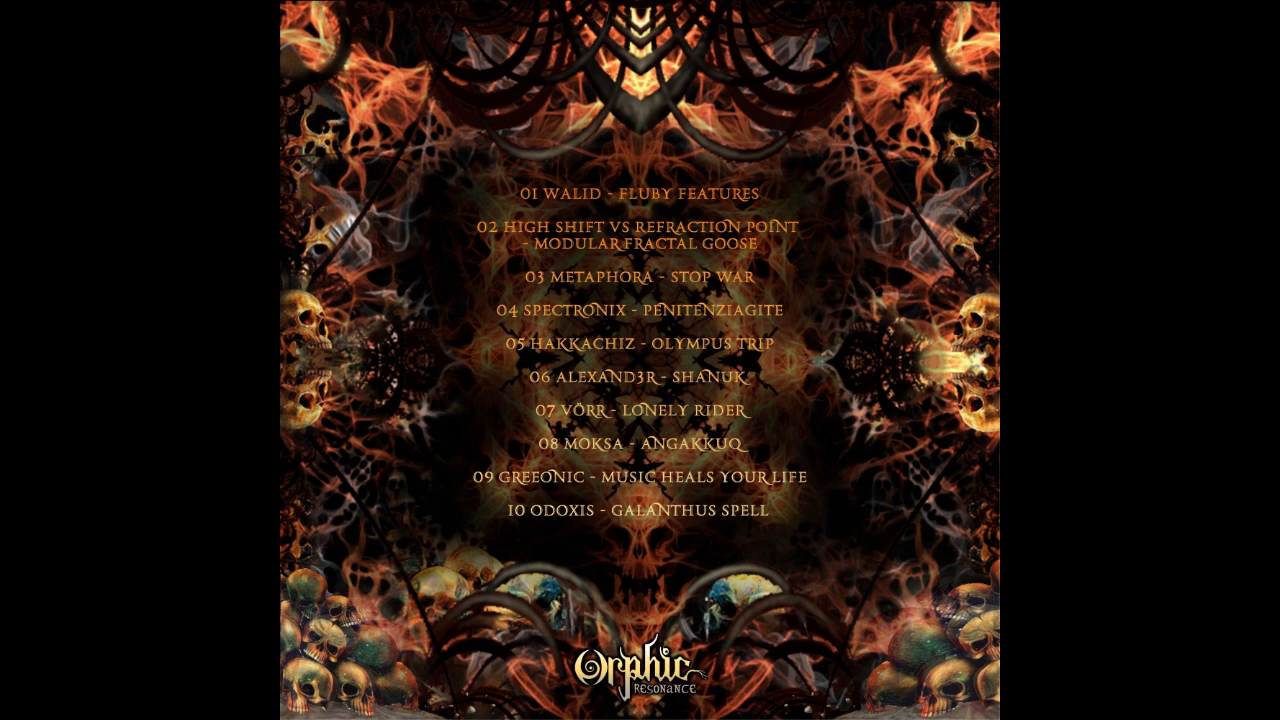 01 WALID - FLUBY FEATURES
02 HIGH SHIFT VS REFRACTION POINT
- MODULAR FRACTAL GOOSE
03 METAPHORA - STOP WAR
04 SPECTRONIX - PENITENZIAGITE
05 HAKKACHIZ - OLYMPUS TRIP
06 ALEXAND3R - SHANUK
07 VÖRR - LONELY RIDER
08 MOKSA - ANGAKKUQ
09 GREEONIC - MUSIC HEALS YOUR LIFE
10 ODOXIS - GALANTHUS SPELL
Orphic
RESONANCE